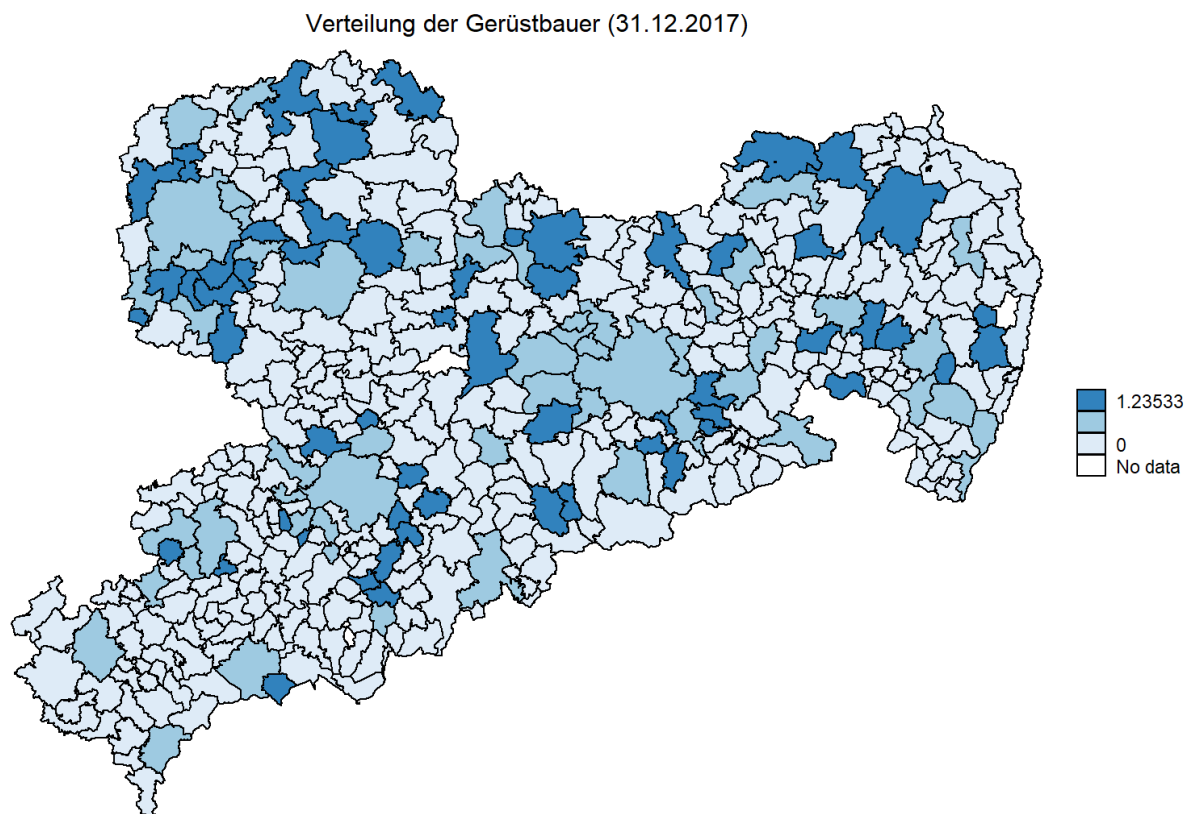 Verteilung der Gerüstbauer (31.12.2017)
1.23533
0
No data